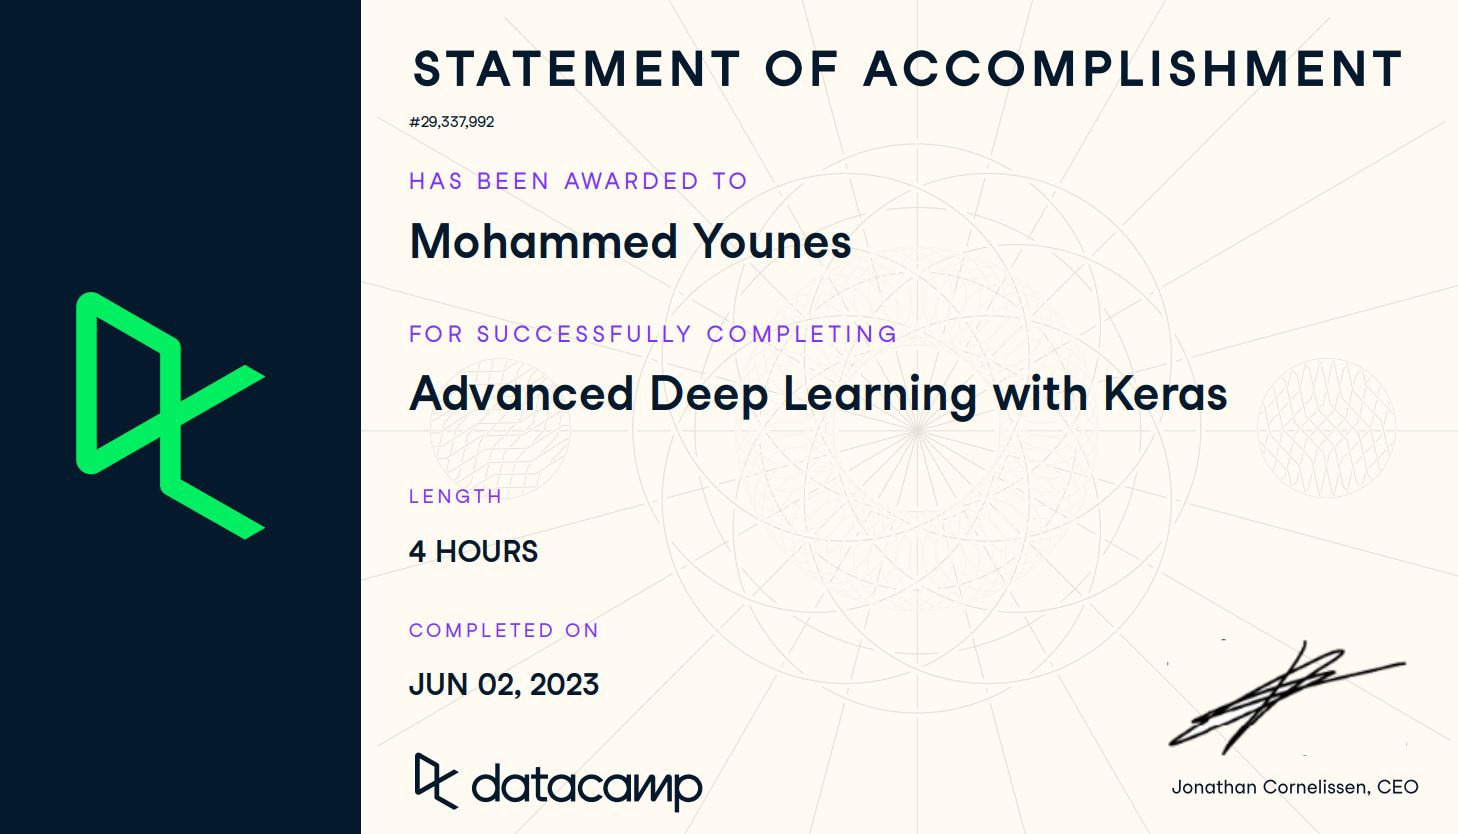 STATEMENT OF ACCOMPLISHMENT
#29,337,992
HAS BEEN AWARDED TO
Mohammed Younes
FOR SUCCESSFULLY COMPLETING
Advanced Deep Learning with Keras
LENGTH
4 HOURS
COMPLETED ON
JUN 02, 2023
datacamp
Jonathan Cornelissen, CEO